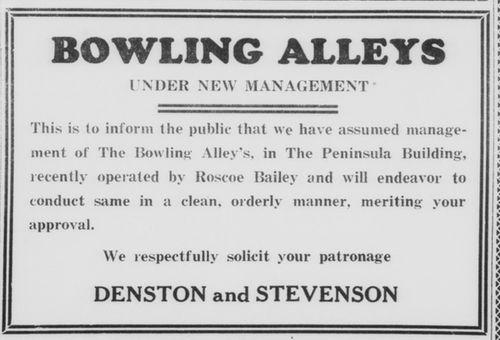 BOWLING ALLEYS
UNDER NEW MANAGEMENT
This is to inform the public that we have assumed manage-
ment of The Bowling Alley's, in The Peninsula Building,
recently operated by Roscoe Bailey and will endeavor to
conduct same in a clean, orderly manner, meriting your
approval.
We respectfully solicit your patronage
DENSTON and STEVENSON